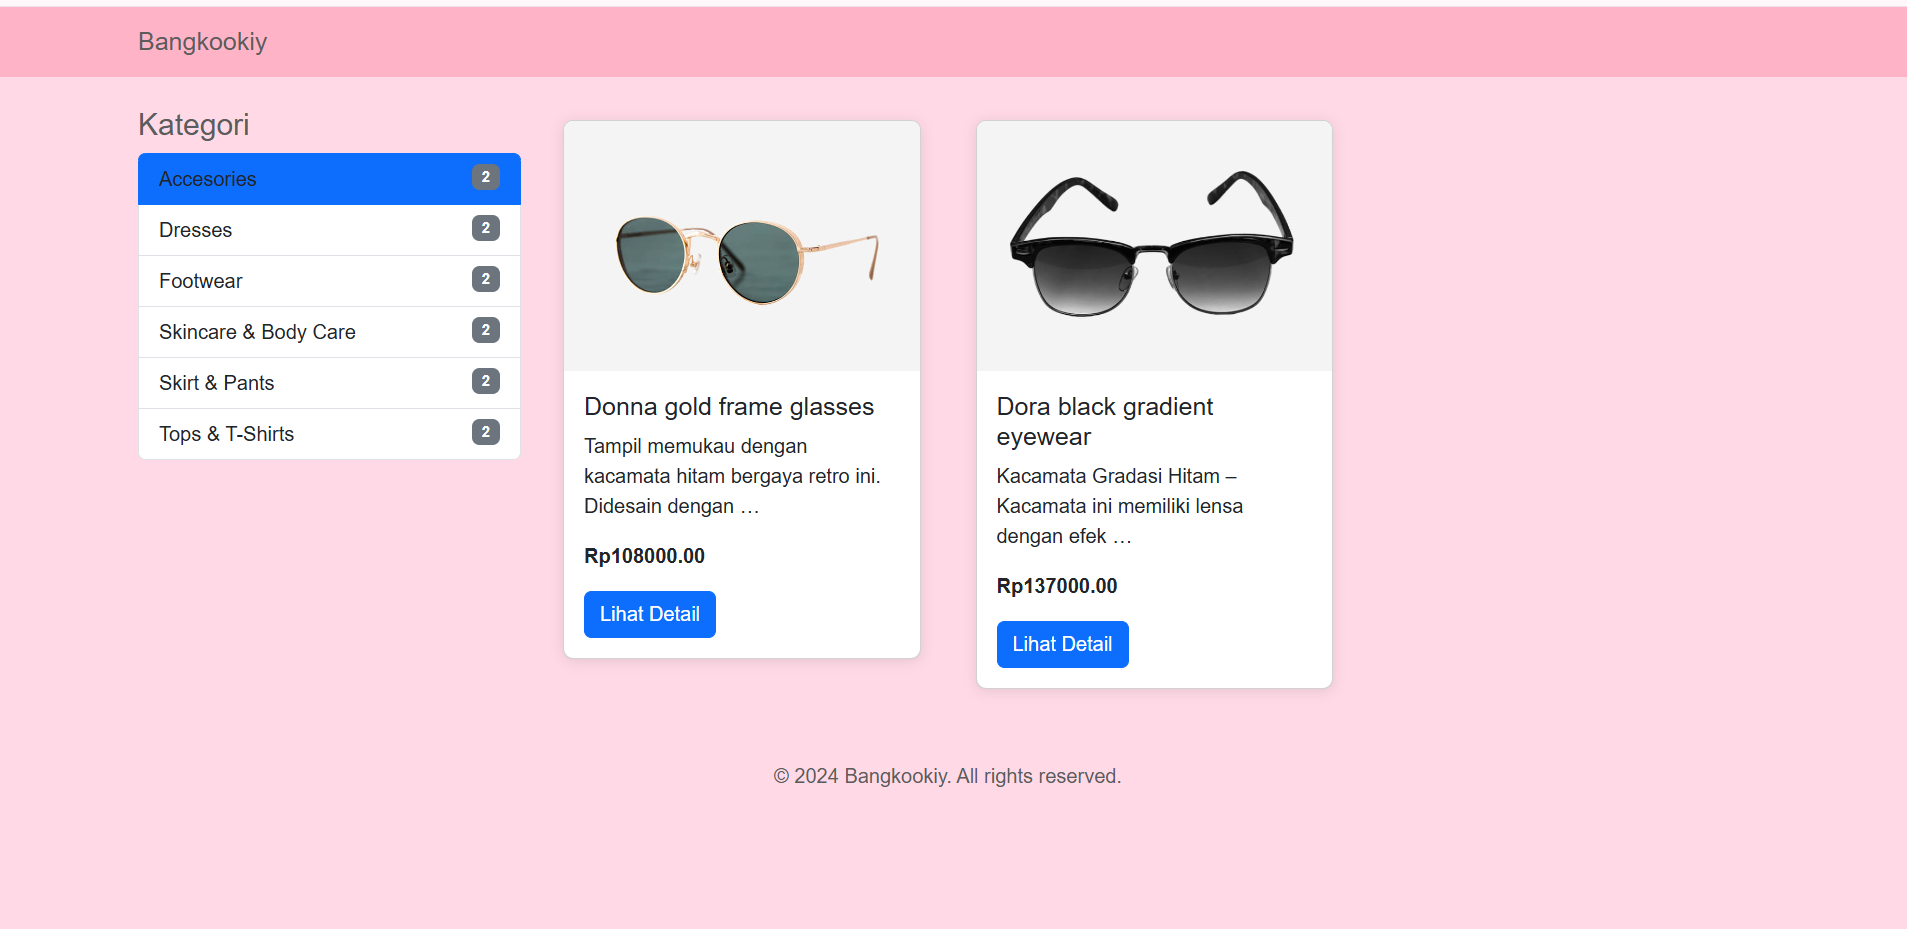 Bangkookiy
Kategori
Accesories 2
Dresses 2
Footwear 2
Skincare & Body Care 2
Skirt & Pants 2
Tops & T-Shirts 2
Donna gold frame glasses
Tampil memukau dengan
kacamata hitam bergaya retro ini.
Didesain dengan …
Rp108000.00
Lihat Detail
Dora black gradient
eyewear
Kacamata Gradasi Hitam –
Kacamata ini memiliki lensa
dengan efek …
Rp137000.00
Lihat Detail
© 2024 Bangkookiy. All rights reserved.